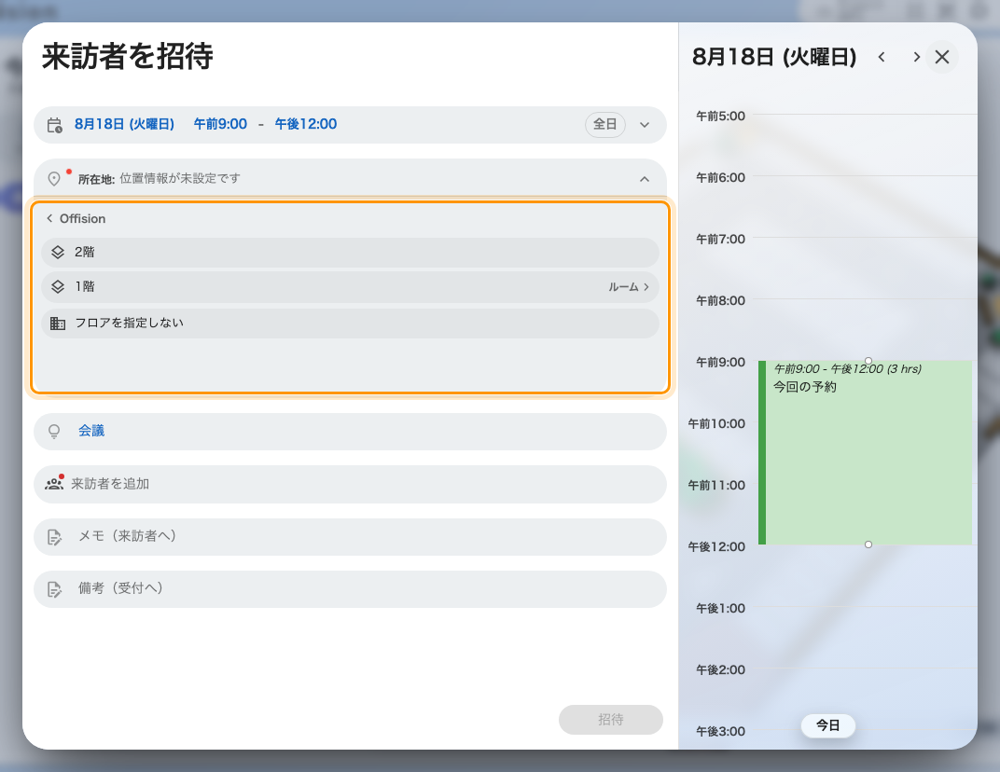 来訪者を招待
8月18日 (火曜日) 午前9:00 - 午後12:00 全日
所在地: 位置情報が未設定です
Offision
2階
1階 ルーム
フロアを指定しない
会議
来訪者を追加
メモ（来訪者へ）
備考（受付へ）
招待
8月18日 (火曜日)
午前5:00
午前6:00
午前7:00
午前8:00
午前9:00
午前9:00 - 午後12:00 (3 hrs)
今回の予約
午前10:00
午前11:00
午後12:00
午後1:00
午後2:00
午後3:00
今日